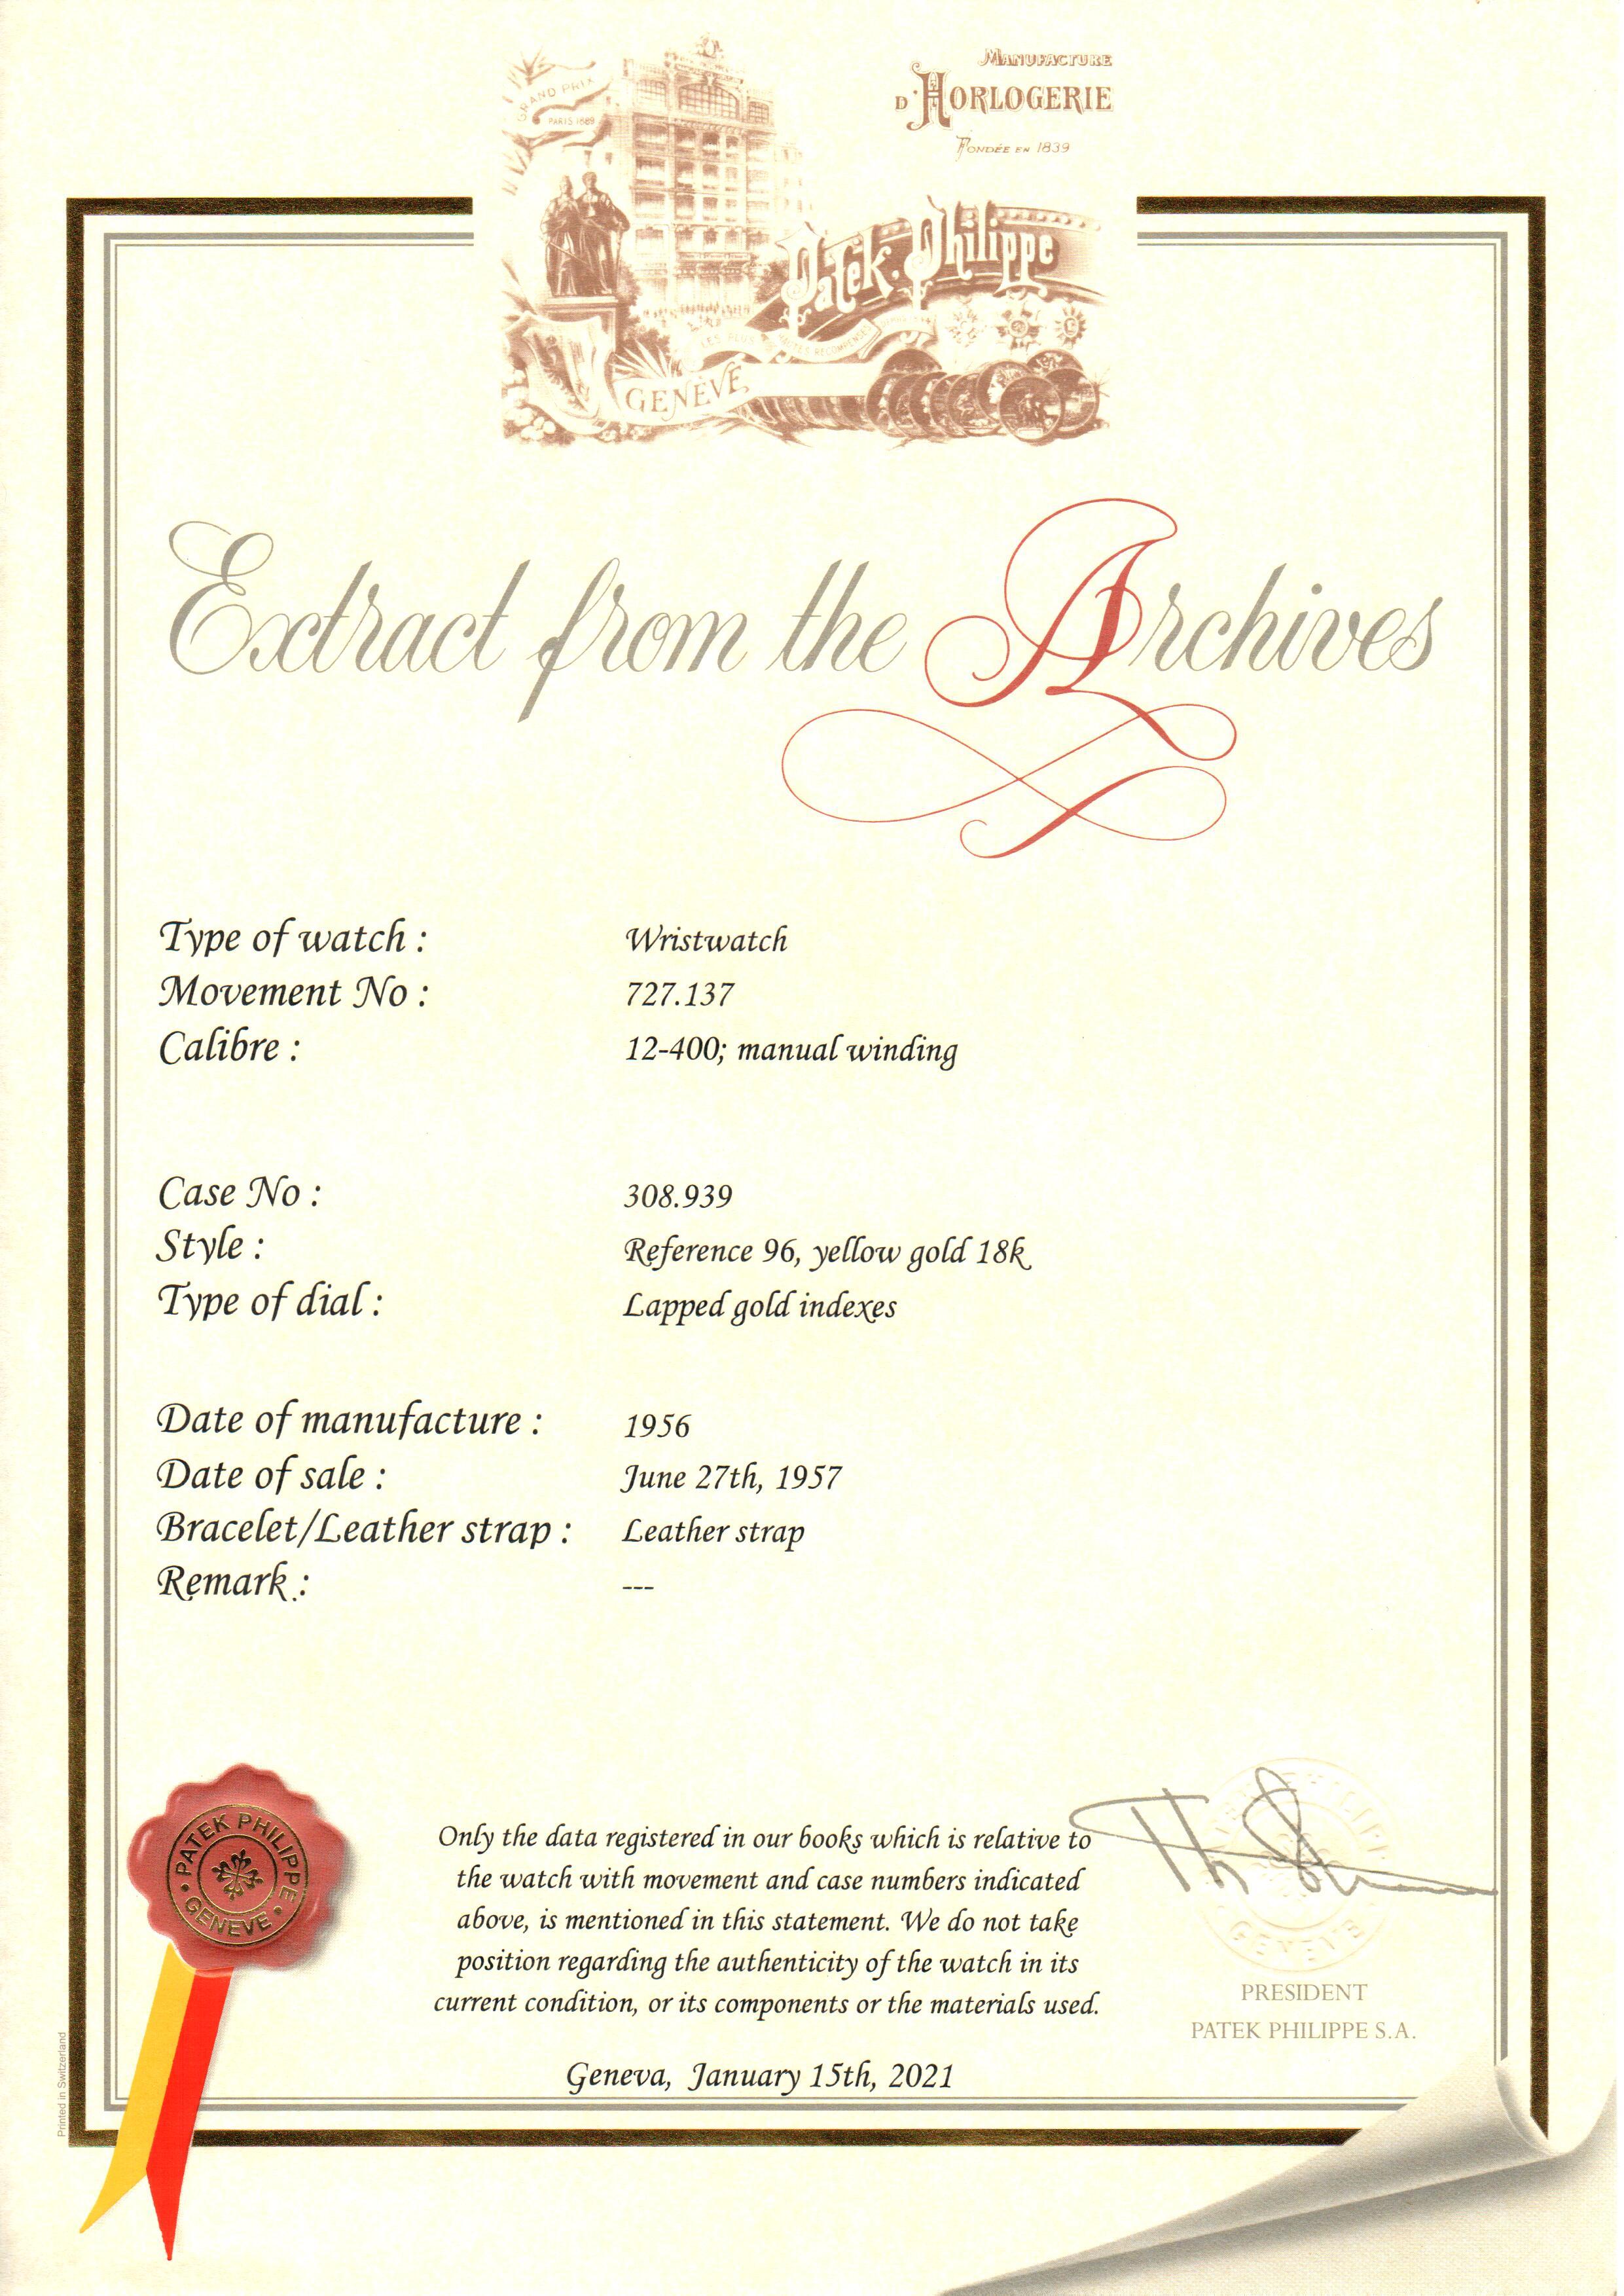 GRAND PRIX
PARIS 1889
MANUFACTURE
D'HORLOGERIE
FONDÉE EN 1839
Patek. Philippe
LES PLUS HAUTES RÉCOMPENSES
GENÈVE
Extract from the Archives
Type of watch : Wristwatch
Movement No : 727.137
Calibre : 12-400; manual winding
Case No : 308.939
Style : Reference 96, yellow gold 18k
Type of dial : Lapped gold indexes
Date of manufacture : 1956
Date of sale : June 27th, 1957
Bracelet/Leather strap : Leather strap
Remark : ---
PATEK PHILIPPE
GENEVE
Only the data registered in our books which is relative to
the watch with movement and case numbers indicated
above, is mentioned in this statement. We do not take
position regarding the authenticity of the watch in its
current condition, or its components or the materials used.
GENEVE
PRESIDENT
PATEK PHILIPPE S.A.
Geneva, January 15th, 2021
Printed in Switzerland